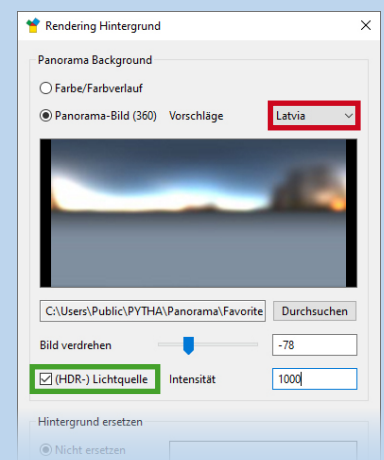 Rendering Hintergrund
Panorama Background
Farbe/Farbverlauf
Panorama-Bild (360) Vorschläge Latvia
C:\Users\Public\PYTHA\Panorama\Favorite Durchsuchen
Bild verdrehen -78
(HDR-) Lichtquelle Intensität 1000
Hintergrund ersetzen
Nicht ersetzen